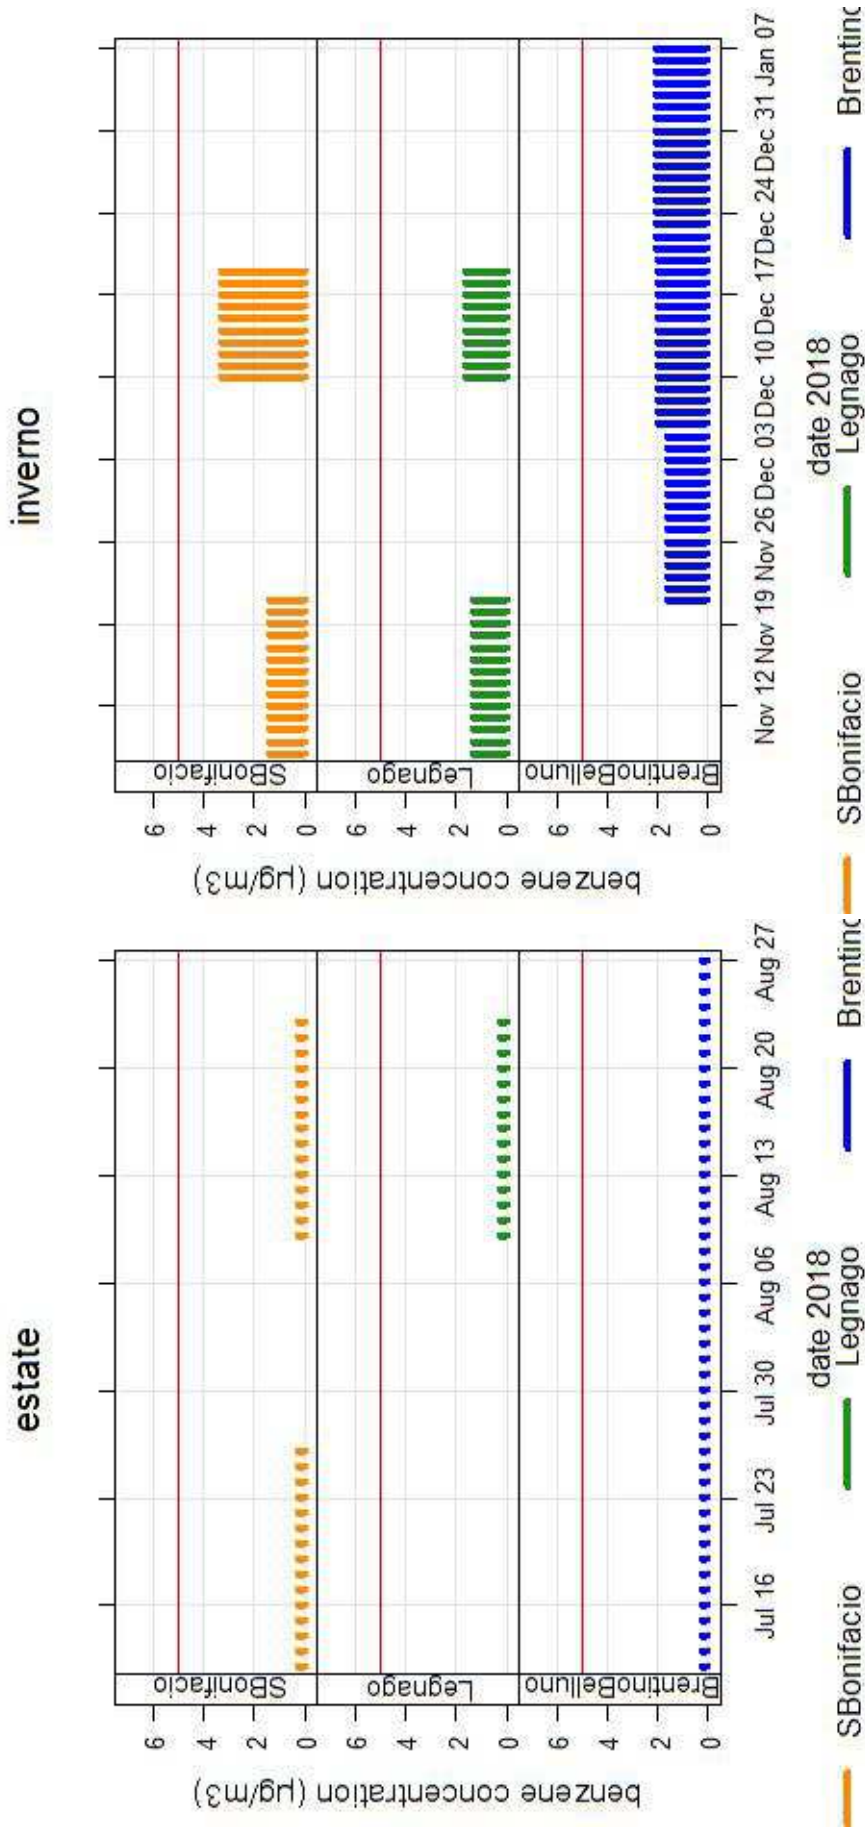 estate
benzene concentration (µg/m3)
SBonifacio
6
4
2
0
Legnago
6
4
2
0
BrentinoBelluno
6
4
2
0
Jul 16 Jul 23 Jul 30 Aug 06 Aug 13 Aug 20 Aug 27
date 2018
SBonifacio Legnago Brentino
inverno
benzene concentration (µg/m3)
SBonifacio
6
4
2
0
Legnago
6
4
2
0
BrentinoBelluno
6
4
2
0
Nov 12 Nov 19 Nov 26 Dec 03 Dec 10 Dec 17 Dec 24 Dec 31 Jan 07
date 2018
SBonifacio Legnago Brentino